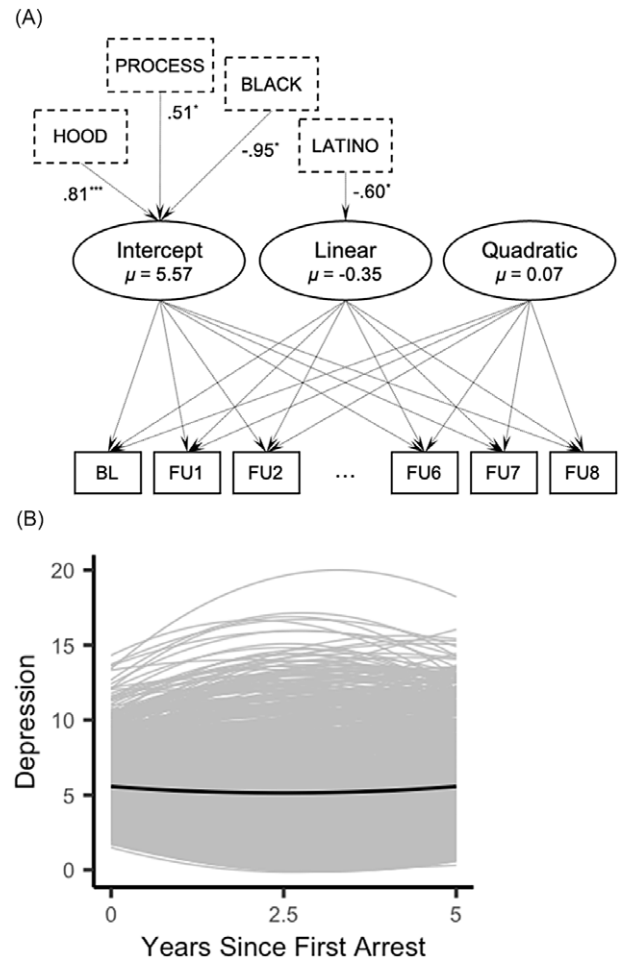 (A)
PROCESS
BLACK
HOOD
LATINO
.51*
-.95*
.81***
-.60*
Intercept
μ = 5.57
Linear
μ = -0.35
Quadratic
μ = 0.07
BL
FU1
FU2
...
FU6
FU7
FU8
(B)
Depression
20
15
10
5
0
0
2.5
5
Years Since First Arrest